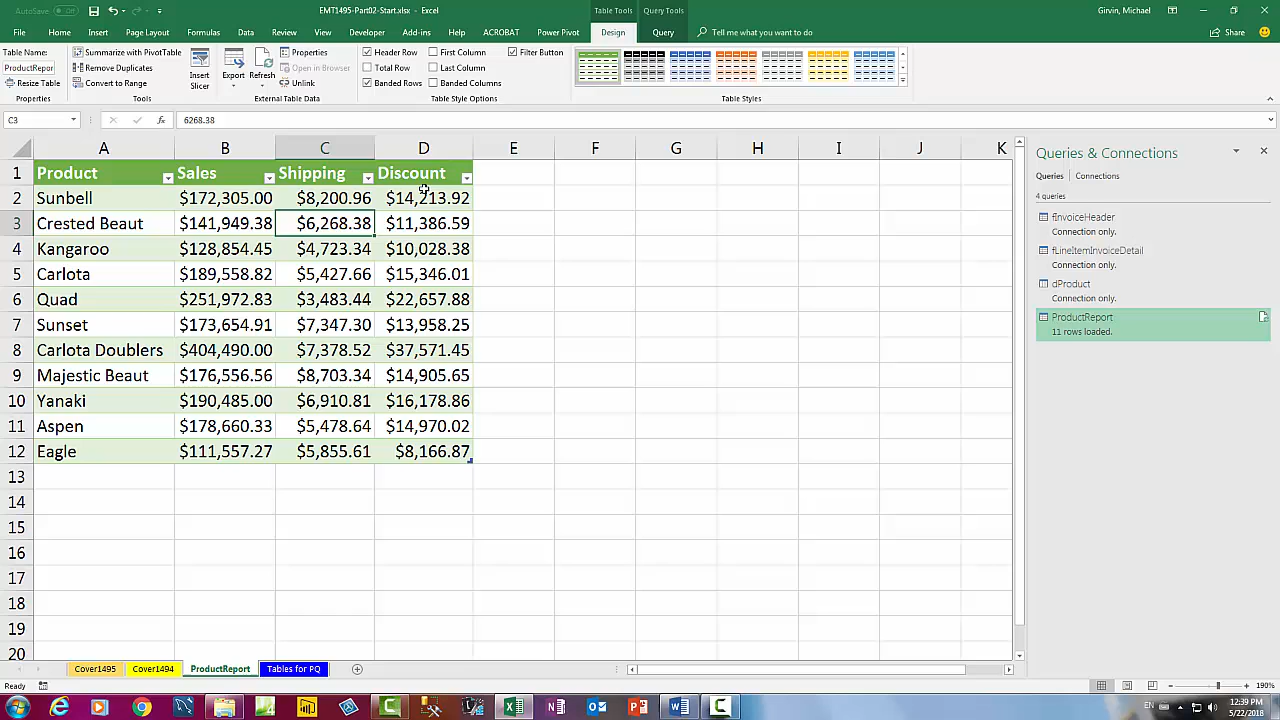 AutoSave Off EMT1495-Part02-Start.xlsx - Excel Table Tools Query Tools Girvin, Michael
File Home Insert Page Layout Formulas Data Review View Developer Add-ins Help ACROBAT Power Pivot Design Query Tell me what you want to do Share
Table Name: Summarize with PivotTable Properties Header Row First Column Filter Button
ProductReport Remove Duplicates Insert Slicer Export Refresh Open in Browser Total Row Last Column
Resize Table Convert to Range Unlink Banded Rows Banded Columns
Properties Tools External Table Data Table Style Options Table Styles
C3 fx 6268.38
A B C D E F G H I J K
1 Product Sales Shipping Discount
2 Sunbell $172,305.00 $8,200.96 $14,213.92
3 Crested Beaut $141,949.38 $6,268.38 $11,386.59
4 Kangaroo $128,854.45 $4,723.34 $10,028.38
5 Carlota $189,558.82 $5,427.66 $15,346.01
6 Quad $251,972.83 $3,483.44 $22,657.88
7 Sunset $173,654.91 $7,347.30 $13,958.25
8 Carlota Doublers $404,490.00 $7,378.52 $37,571.45
9 Majestic Beaut $176,556.56 $8,703.34 $14,905.65
10 Yanaki $190,485.00 $6,910.81 $16,178.86
11 Aspen $178,660.33 $5,478.64 $14,970.02
12 Eagle $111,557.27 $5,855.61 $8,166.87
13
14
15
16
17
18
19
20
Queries & Connections
Queries Connections
4 queries
fInvoiceHeader
Connection only.
fLineItemInvoiceDetail
Connection only.
dProduct
Connection only.
ProductReport
11 rows loaded.
Cover1495 Cover1494 ProductReport Tables for PQ
Ready 190%
EN 12:39 PM
5/22/2018